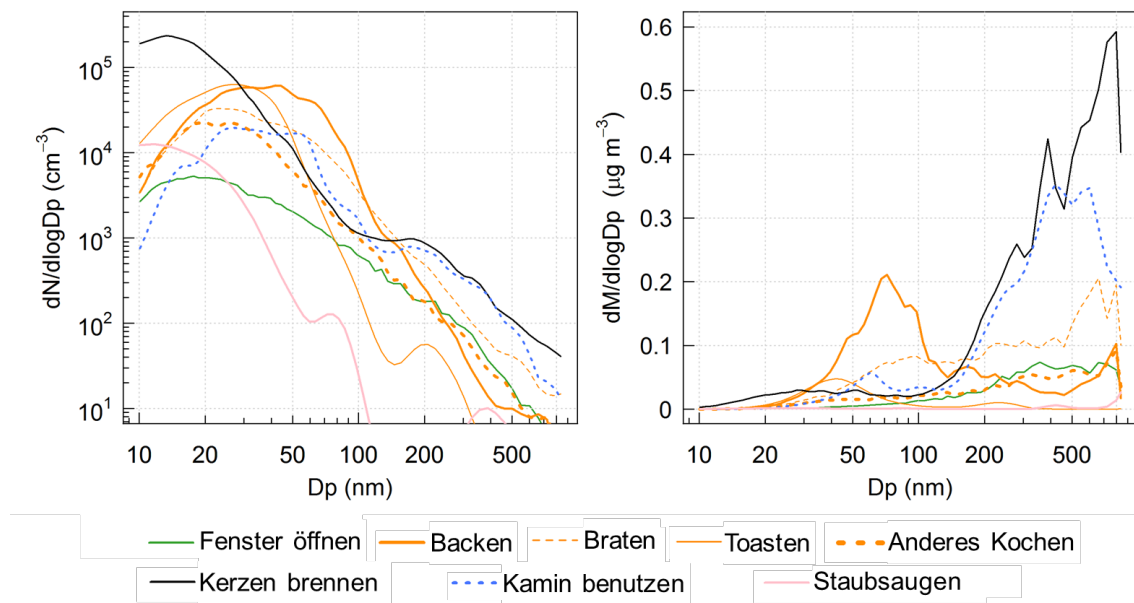 dN/dlogDp (cm⁻³)
10⁵
10⁴
10³
10²
10¹
10 20 50 100 200 500
Dp (nm)
dM/dlogDp (μg m⁻³)
0.6
0.5
0.4
0.3
0.2
0.1
0
10 20 50 100 200 500
Dp (nm)
Fenster öffnen Backen Braten Toasten Anderes Kochen
Kerzen brennen Kamin benutzen Staubsaugen